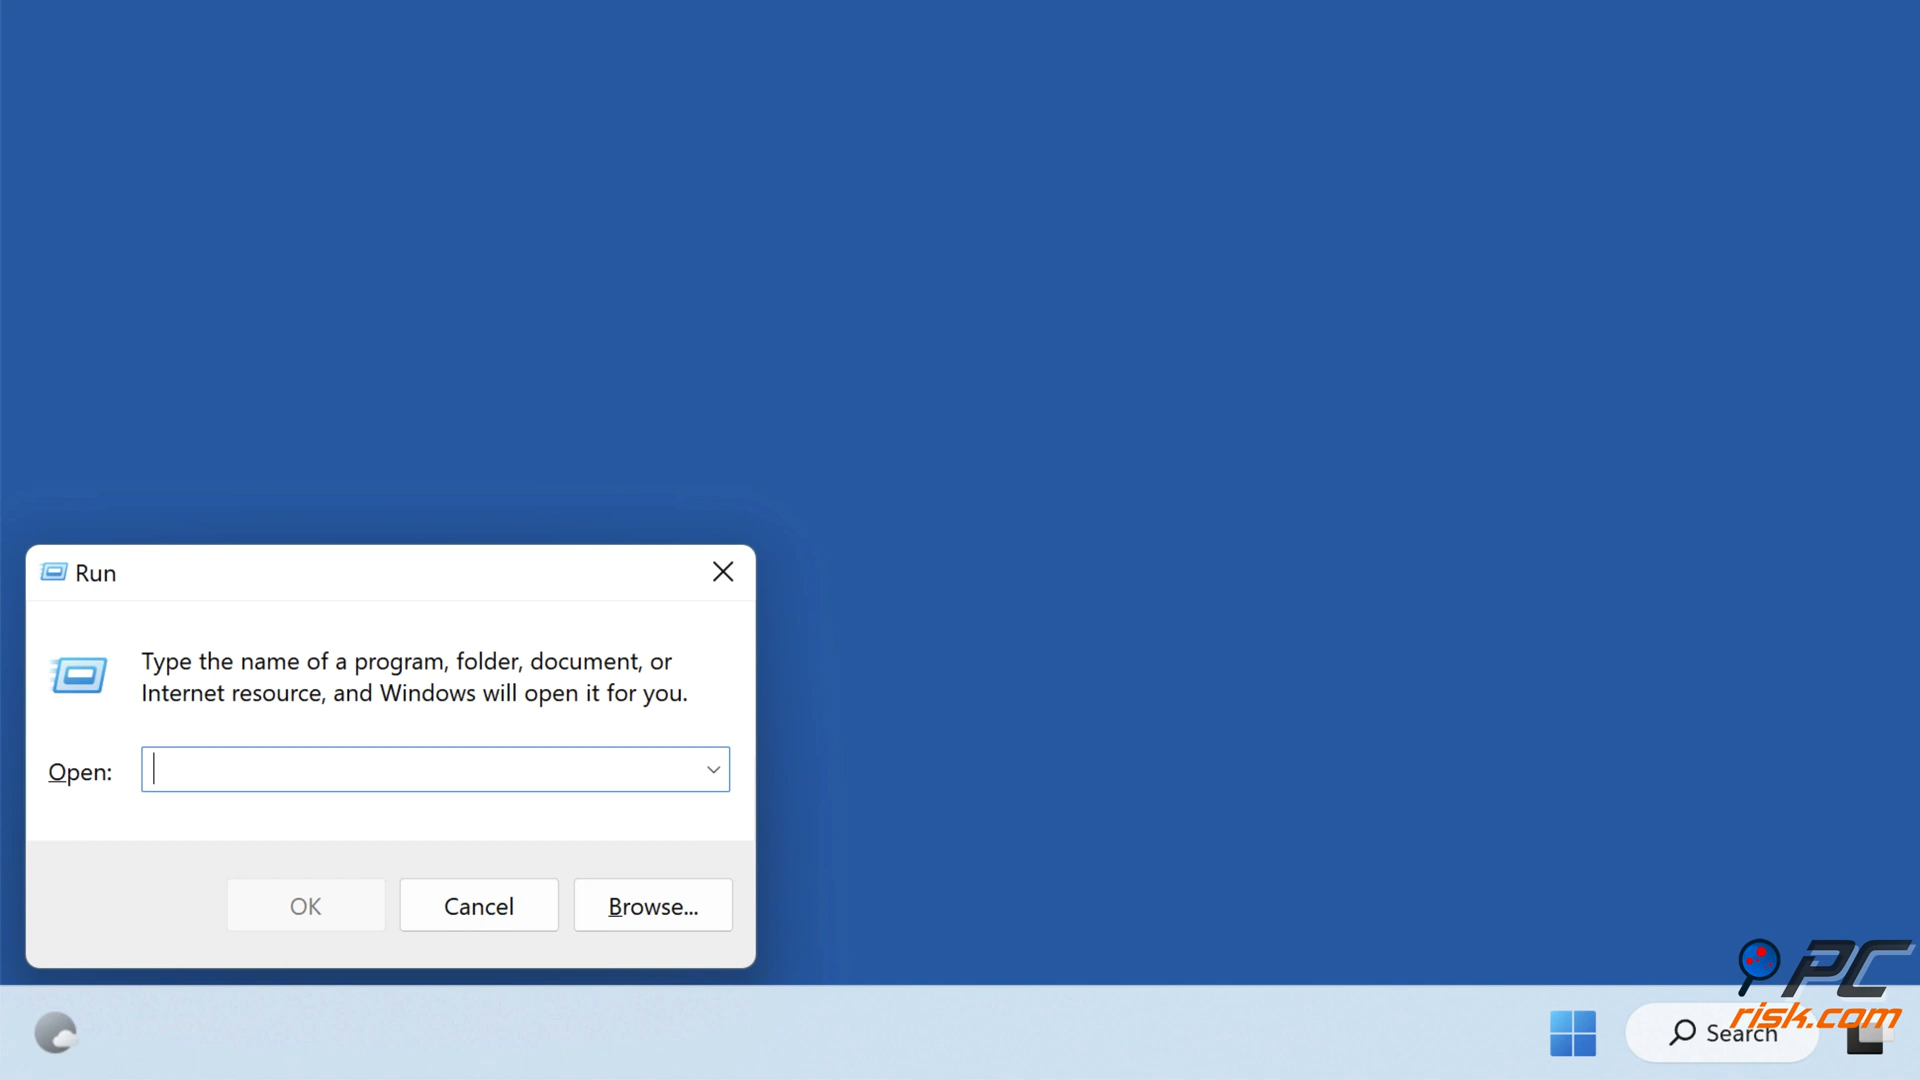 Run
Type the name of a program, folder, document, or
Internet resource, and Windows will open it for you.
Open:
OK
Cancel
Browse...
PC
risk.com
Search